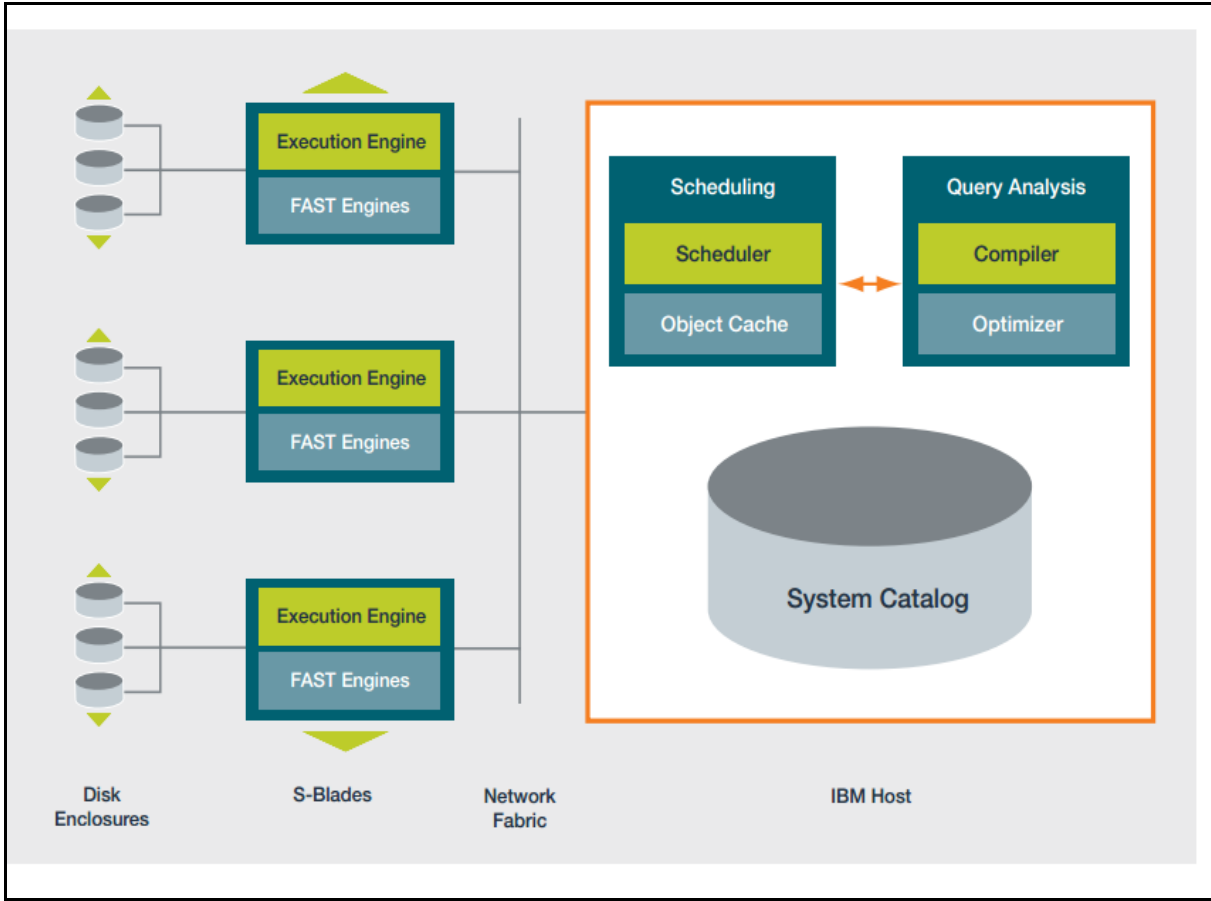 Execution Engine
FAST Engines
Execution Engine
FAST Engines
Execution Engine
FAST Engines
Scheduling
Scheduler
Object Cache
Query Analysis
Compiler
Optimizer
System Catalog
Disk
Enclosures
S-Blades
Network
Fabric
IBM Host